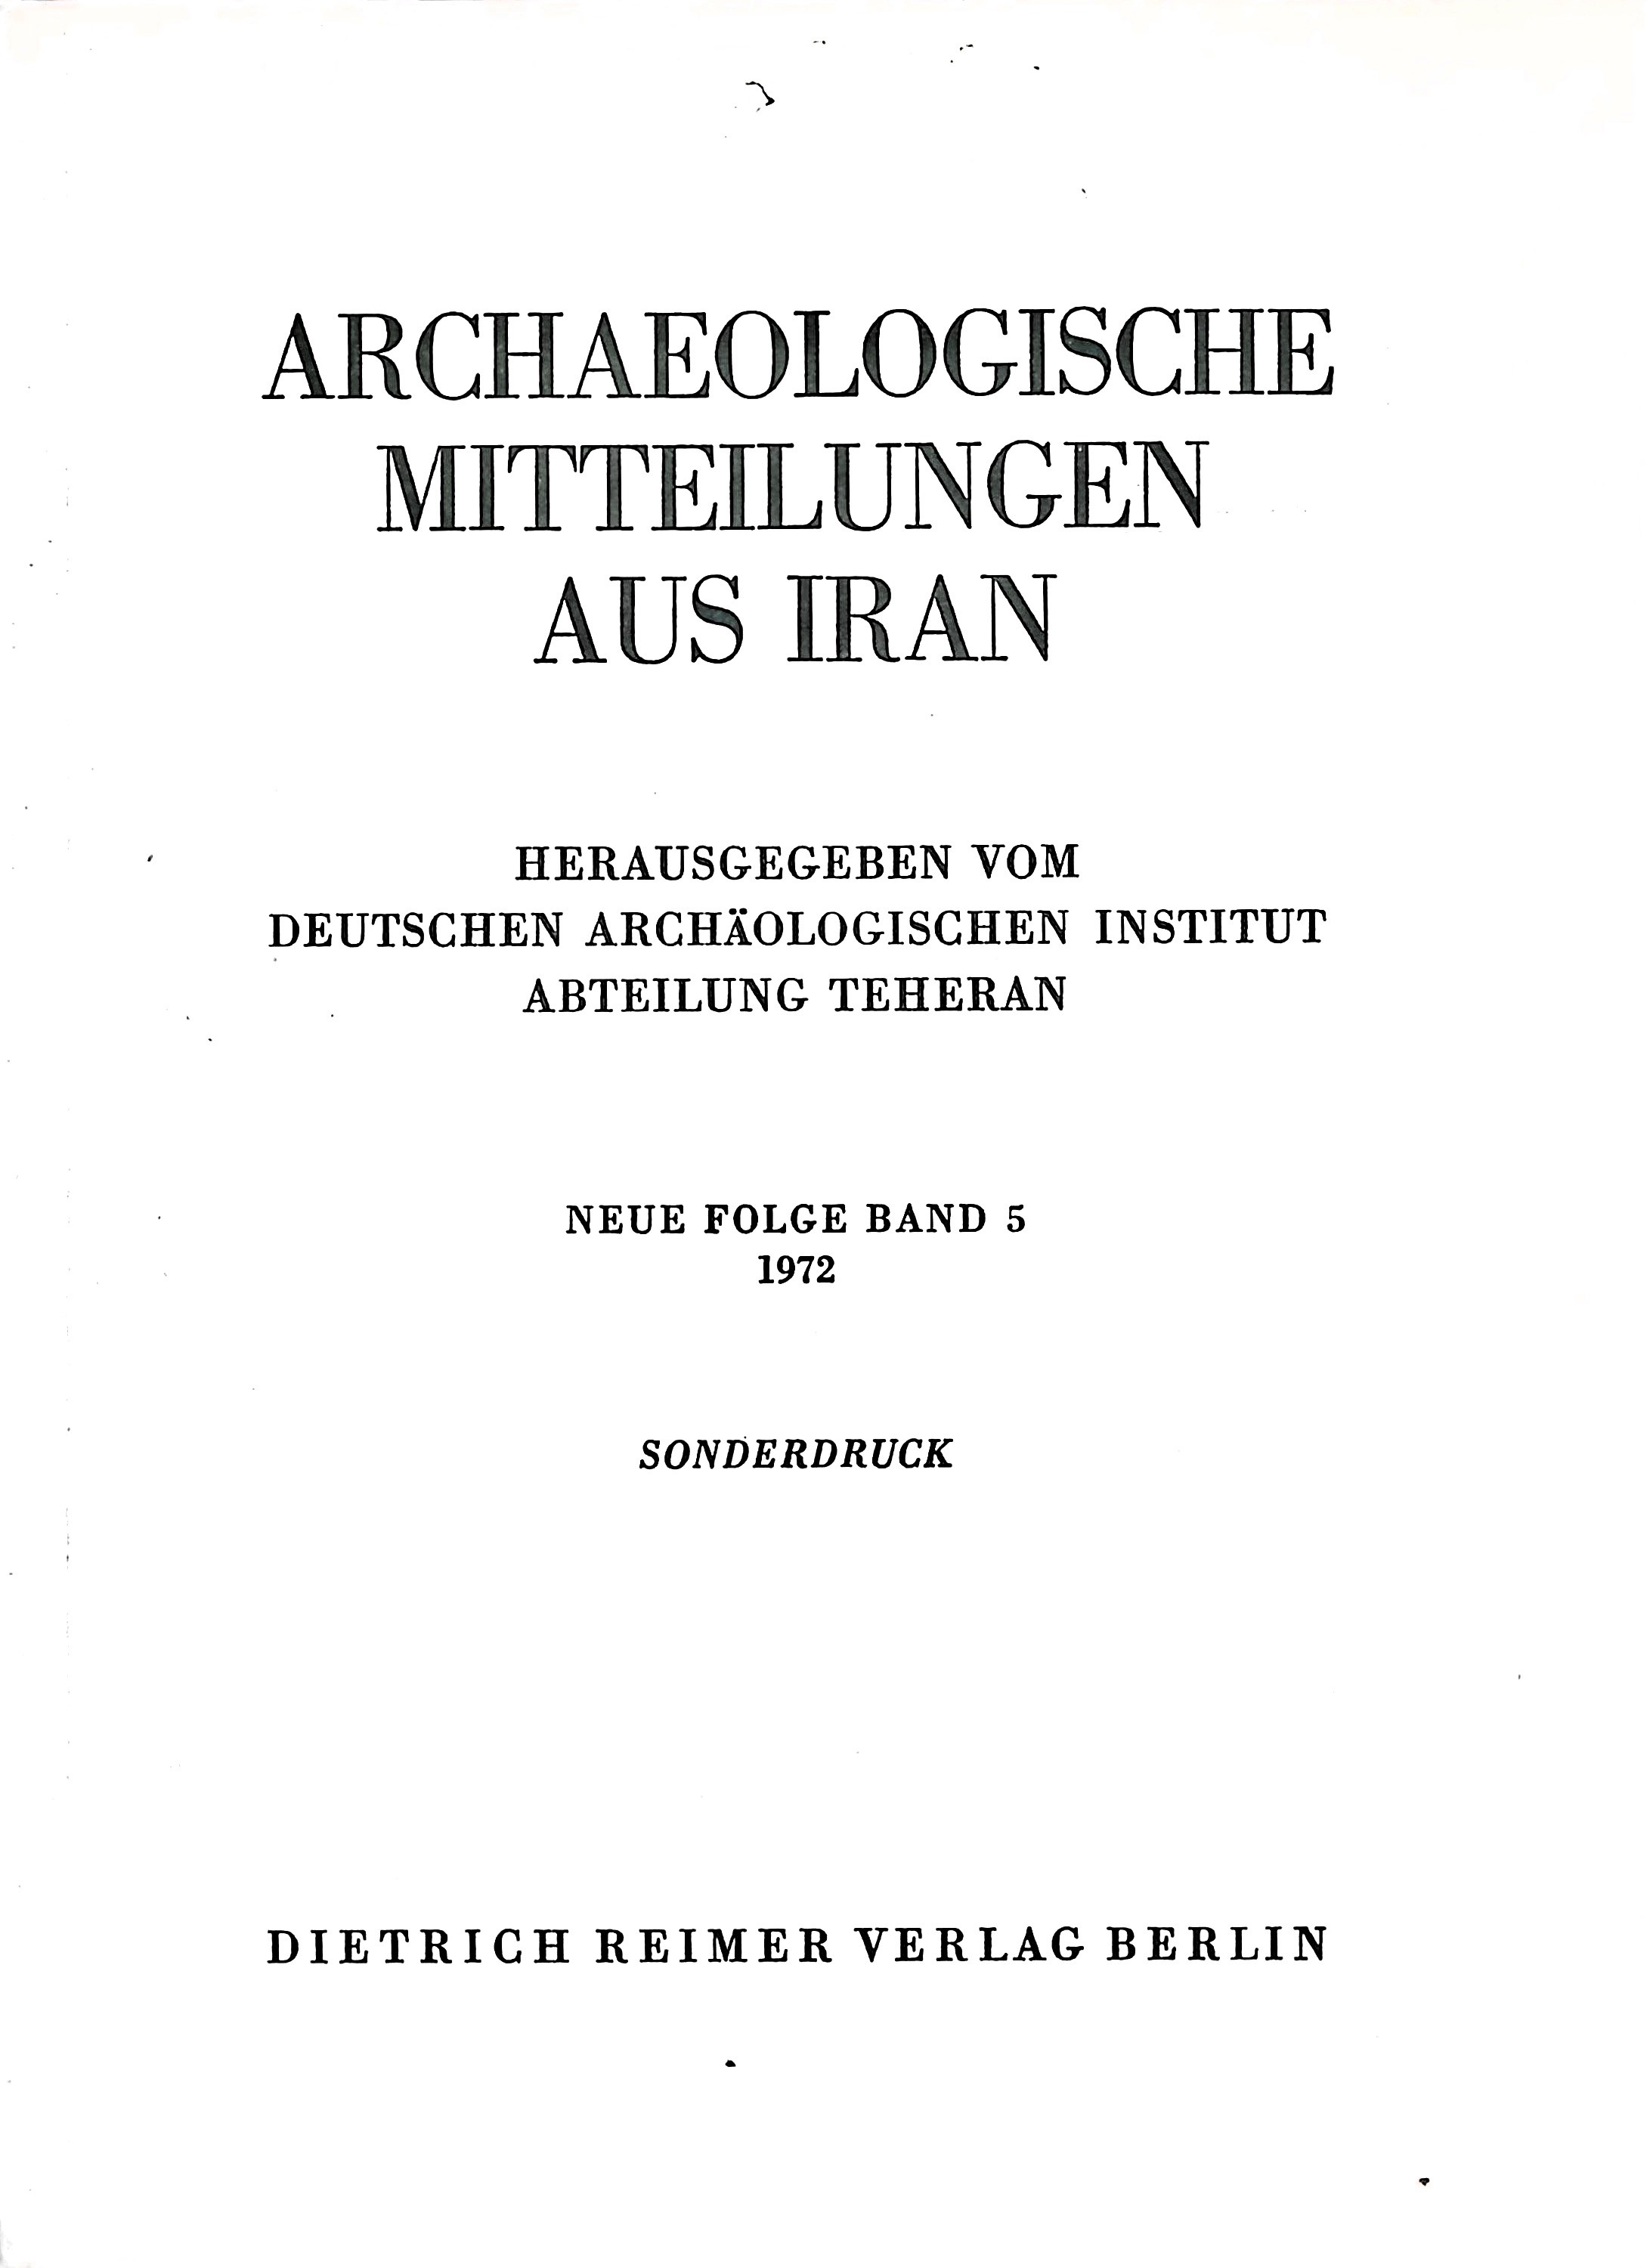 ARCHAEOLOGISCHE
MITTEILUNGEN
AUS IRAN
HERAUSGEGEBEN VOM
DEUTSCHEN ARCHÄOLOGISCHEN INSTITUT
ABTEILUNG TEHERAN
NEUE FOLGE BAND 5
1972
SONDERDRUCK
DIETRICH REIMER VERLAG BERLIN